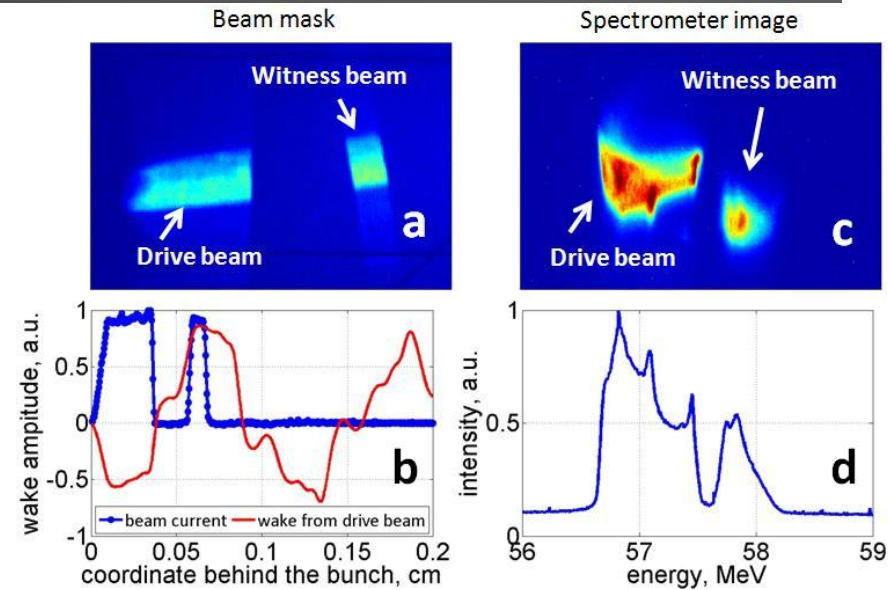 Beam mask
Witness beam
Drive beam
a
Spectrometer image
Witness beam
Drive beam
c
wake ampitude, a.u.
1
0.5
0
-0.5
-1
b
beam current
wake from drive beam
0
0.05
0.1
0.15
0.2
coordinate behind the bunch, cm
intensity, a.u.
1
0.5
0
d
56
57
58
59
energy, MeV